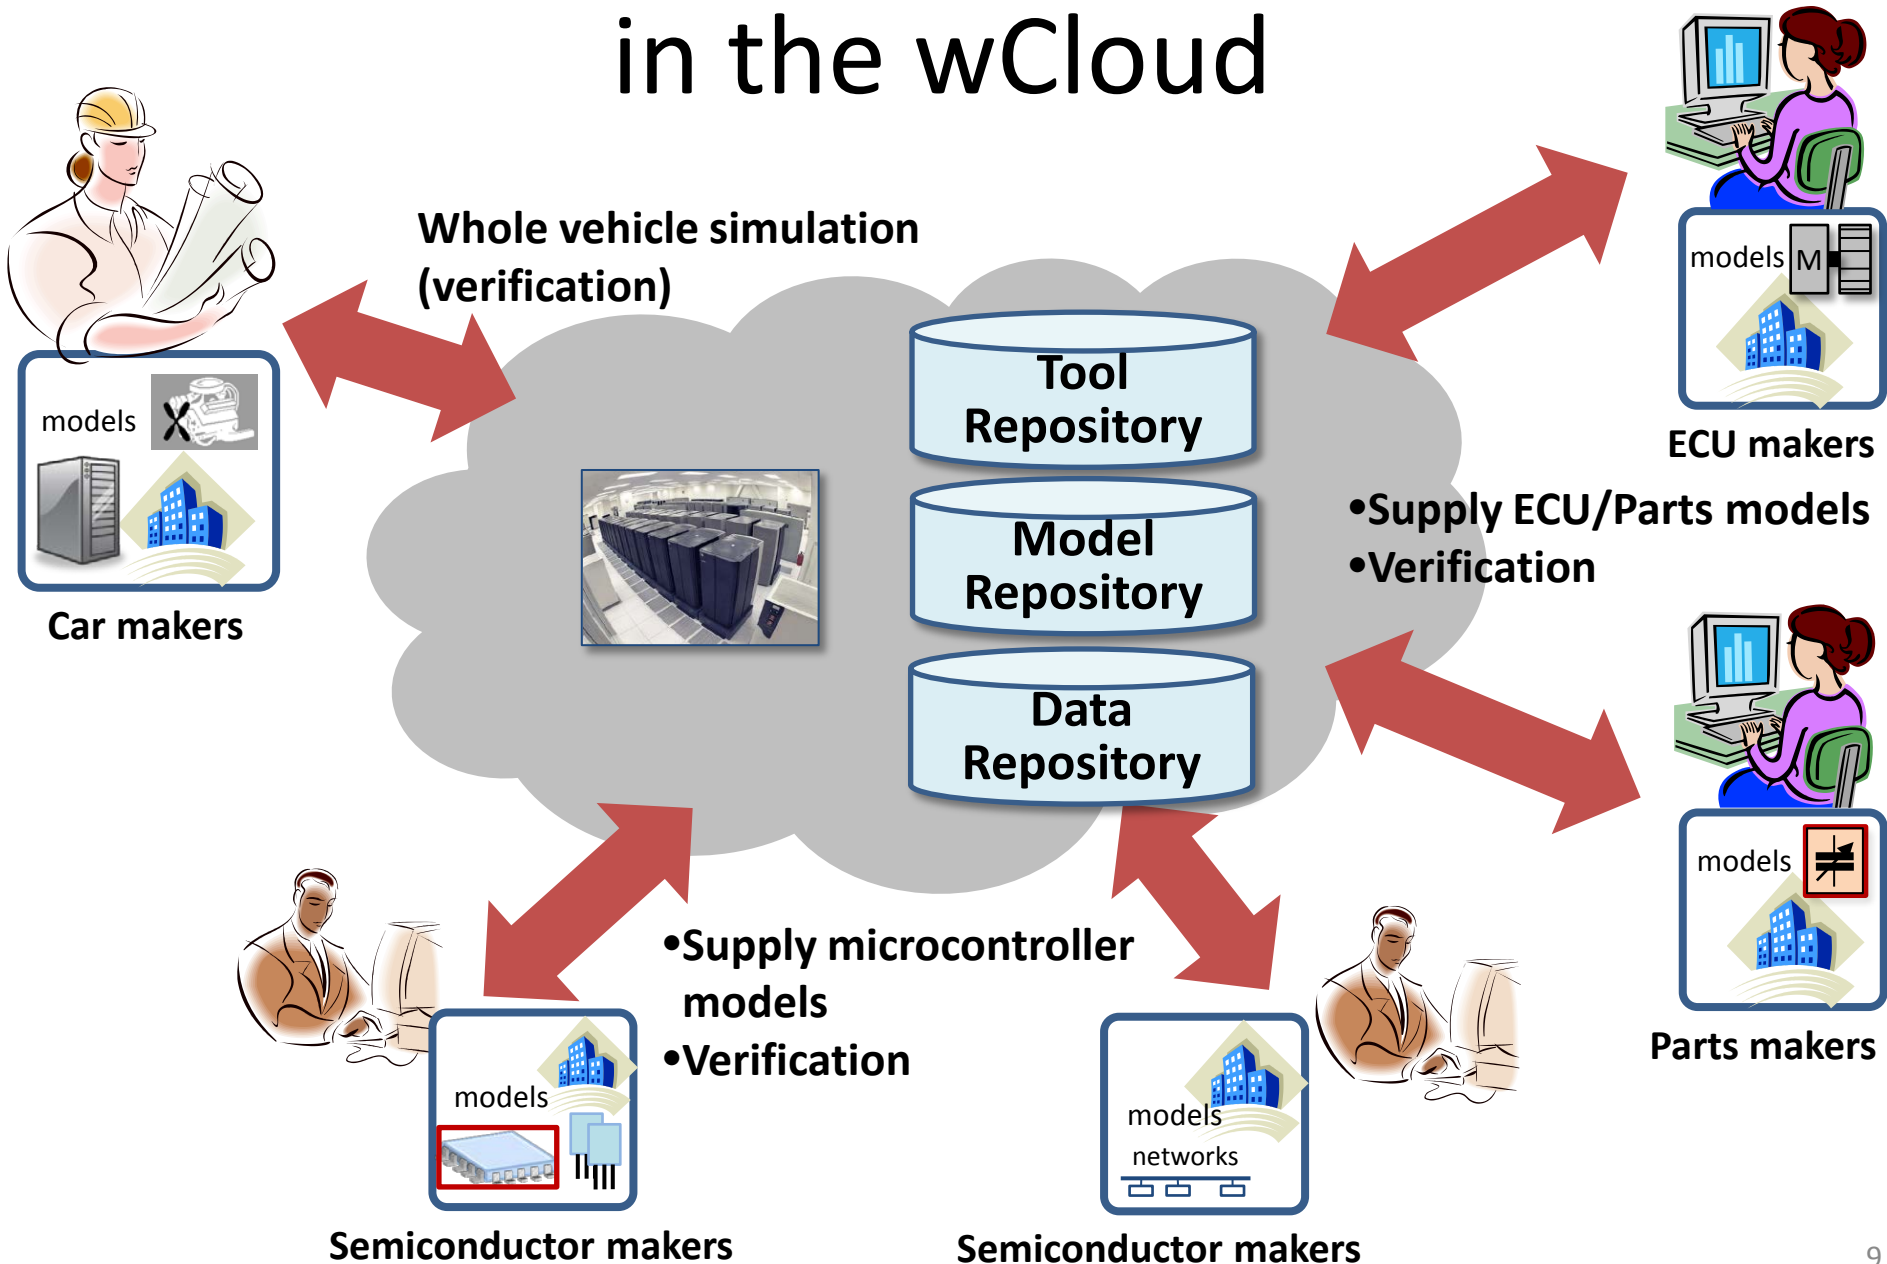 in the wCloud
Whole vehicle simulation
(verification)
models
Car makers
Tool
Repository
Model
Repository
Data
Repository
models M
ECU makers
•Supply ECU/Parts models
•Verification
models
Parts makers
•Supply microcontroller
models
•Verification
models
Semiconductor makers
models
networks
Semiconductor makers
9